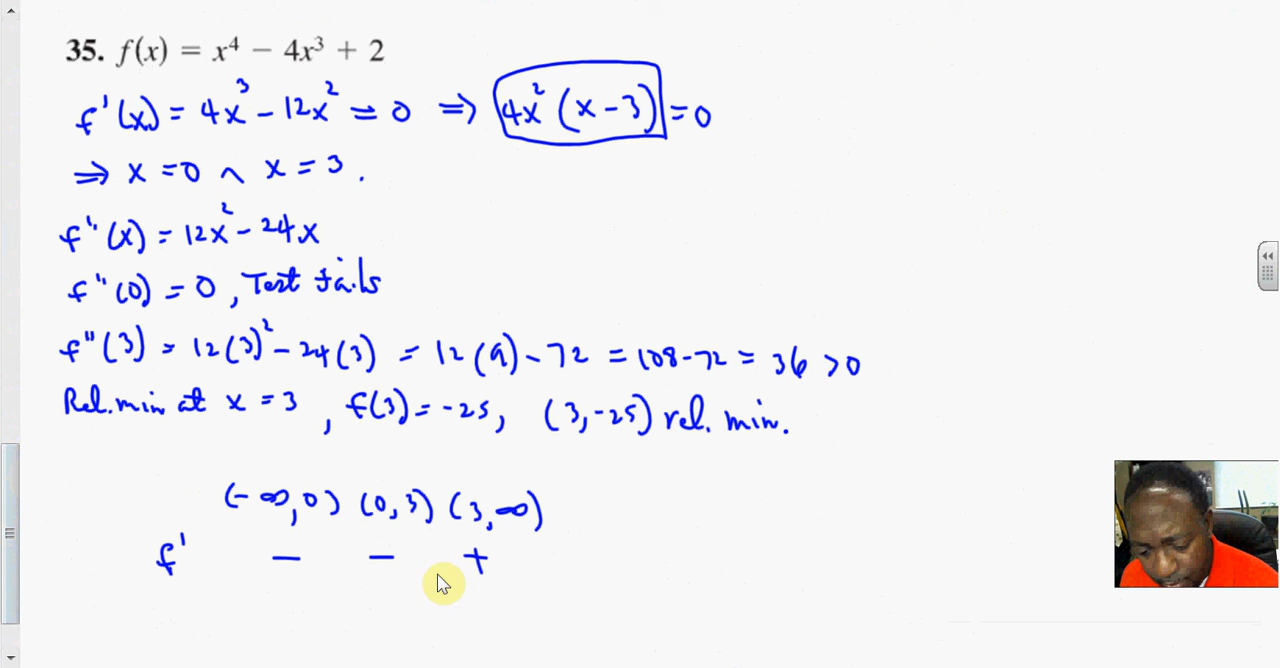 35. f(x) = x⁴ − 4x³ + 2
f'(x) = 4x³ − 12x² = 0 ⇒ 4x² (x − 3) = 0
⇒ x = 0 ∧ x = 3.
f''(x) = 12x² − 24x
f''(0) = 0, Test fails
f''(3) = 12(3)² − 24(3) = 12(9) − 72 = 108 − 72 = 36 > 0
Rel. min at x = 3, f(3) = −25, (3, −25) rel. min.
(−∞, 0) (0, 3) (3, ∞)
f' − − +